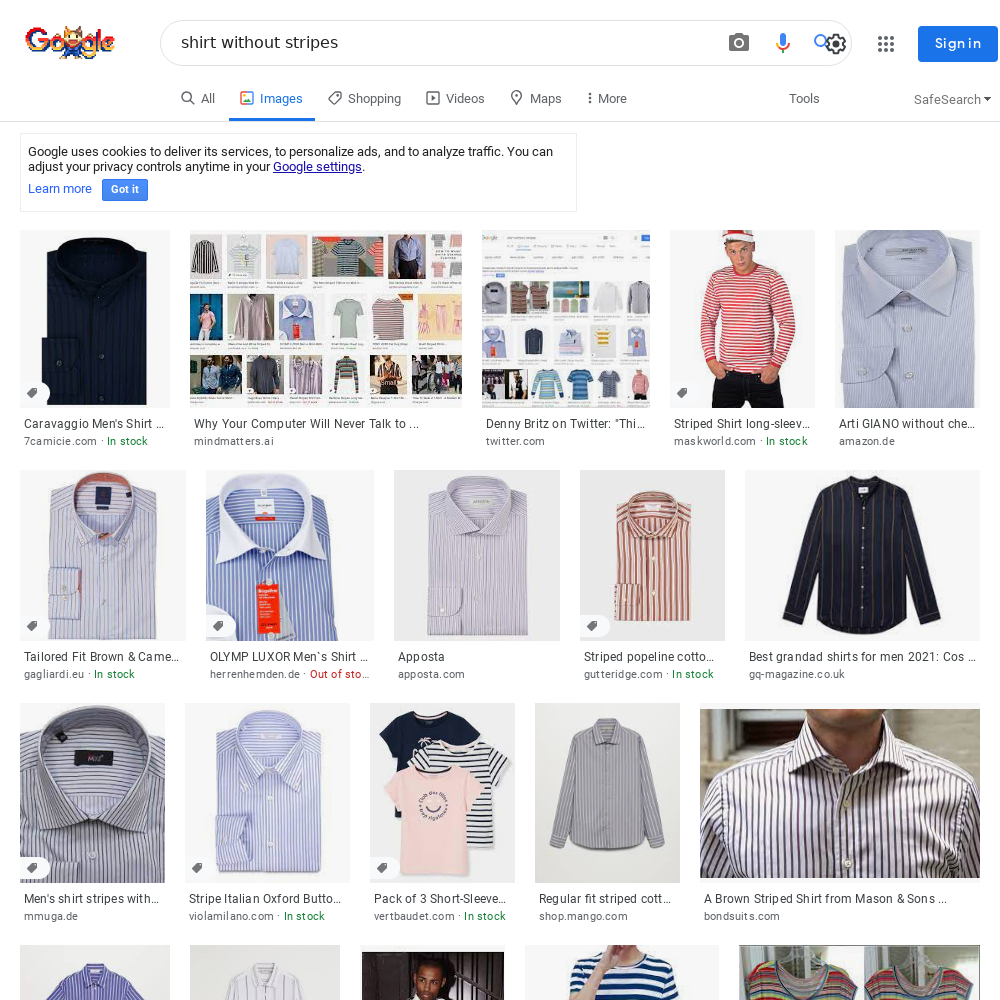 Google
shirt without stripes
Sign in
All
Images
Shopping
Videos
Maps
More
Tools
SafeSearch
Google uses cookies to deliver its services, to personalize ads, and to analyze traffic. You can
adjust your privacy controls anytime in your Google settings.
Learn more
Got it
Caravaggio Men's Shirt ...
7camicie.com · In stock
Why Your Computer Will Never Talk to ...
mindmatters.ai
Denny Britz on Twitter: "Thi...
twitter.com
Striped Shirt long-sleev...
maskworld.com · In stock
Arti GIANO without che...
amazon.de
Tailored Fit Brown & Came...
gagliardi.eu · In stock
OLYMP LUXOR Men`s Shirt ...
herrenhemden.de · Out of sto...
Apposta
apposta.com
Striped popeline cotto...
gutteridge.com · In stock
Best grandad shirts for men 2021: Cos ...
gq-magazine.co.uk
Men's shirt stripes with...
mmuga.de
Stripe Italian Oxford Butto...
violamilano.com · In stock
Pack of 3 Short-Sleeve...
vertbaudet.com · In stock
Regular fit striped cott...
shop.mango.com
A Brown Striped Shirt from Mason & Sons ...
bondsuits.com